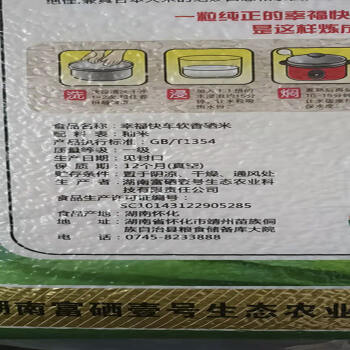 一粒纯正的幸福快
是这样炼成
洗
浸
焖
食品名称：幸福快车软香硒米
配 料 表：籼米
产品执行标准：GB/T1354
质量等级：一级
生产日期：见封口
保 质 期：12个月(真空)
贮存条件：置于阴凉、干燥、通风处
生 产 者：湖南富硒壹号生态农业科
技有限责任公司
食品生产许可证编号：
SC10143122905285
食品产地：湖南怀化
地 址：湖南省怀化市靖州苗族侗
族自治县粮食储备库大院
电 话：0745-8233888
湖南富硒壹号生态农业